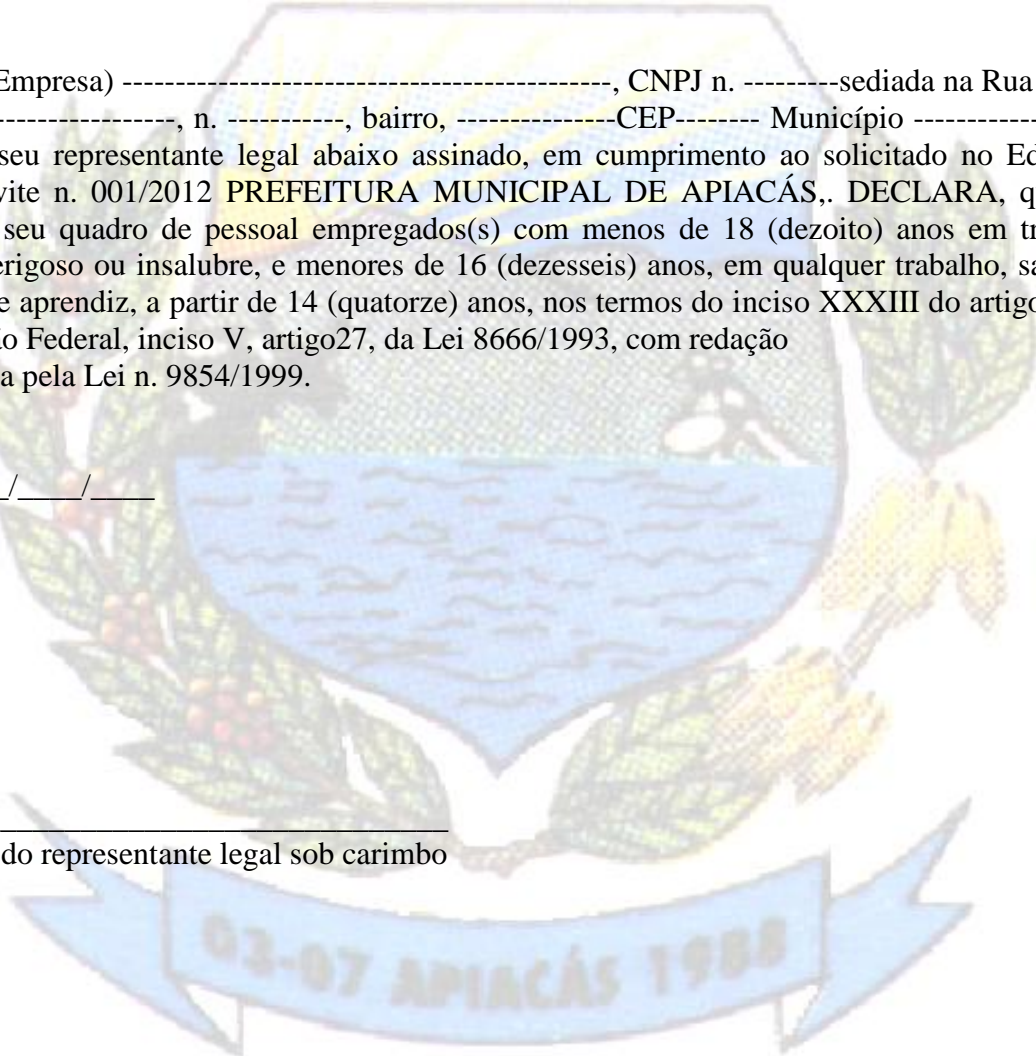 Empresa) ----------------------------------------------, CNPJ n. ---------sediada na Rua
-----------------, n. -----------, bairro, ---------------CEP-------- Município ------------
seu representante legal abaixo assinado, em cumprimento ao solicitado no Ed
vite n. 001/2012 PREFEITURA MUNICIPAL DE APIACÁS,. DECLARA, q
seu quadro de pessoal empregados(s) com menos de 18 (dezoito) anos em tr
erigoso ou insalubre, e menores de 16 (dezesseis) anos, em qualquer trabalho, sa
e aprendiz, a partir de 14 (quatorze) anos, nos termos do inciso XXXIII do artigo
o Federal, inciso V, artigo27, da Lei 8666/1993, com redação
a pela Lei n. 9854/1999.
_/____/____
____________________________
do representante legal sob carimbo
03-07 APIACÁS 1988